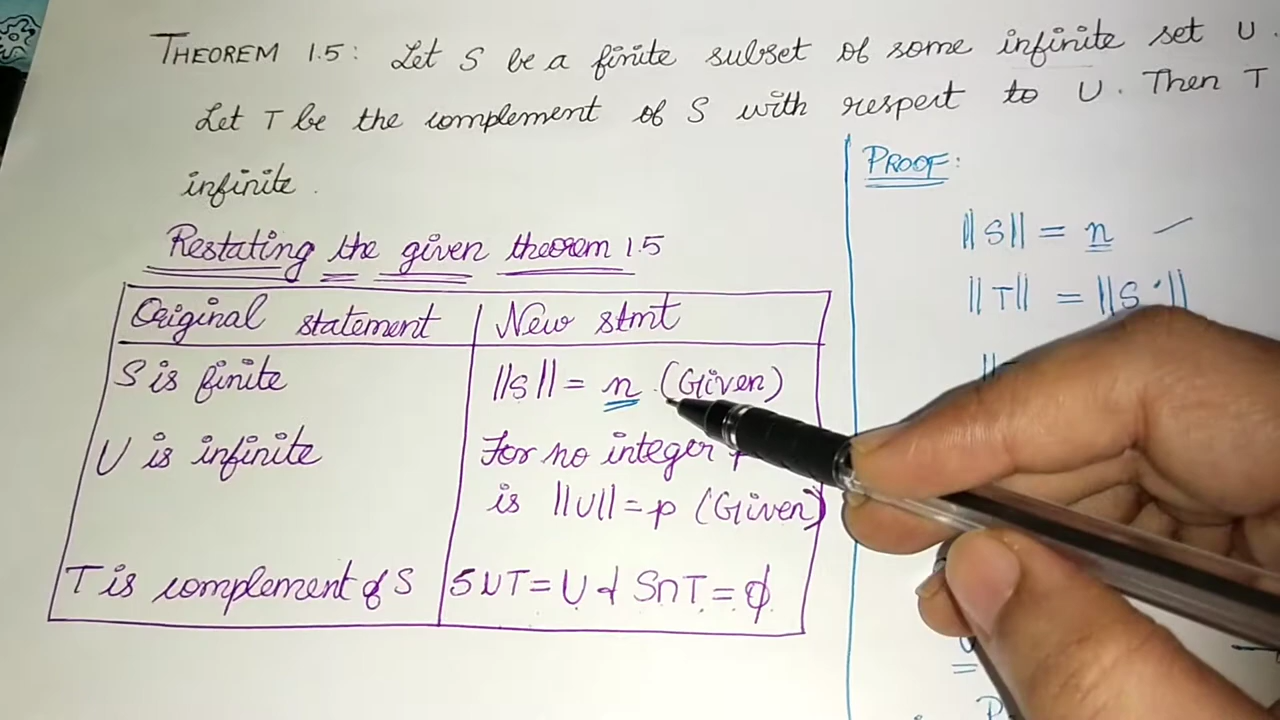 THEOREM 1.5: Let S be a finite subset of some infinite set U.
Let T be the complement of S with respect to U. Then T
infinite.
Restating the given theorem 1.5
Original statement | New stmt
S is finite | ||S|| = n (Given)
U is infinite | For no integer
is ||U|| = p (Given)
T is complement of S | SUT = U & S∩T = ϕ
PROOF:
||S|| = n
||T|| = ||S'||